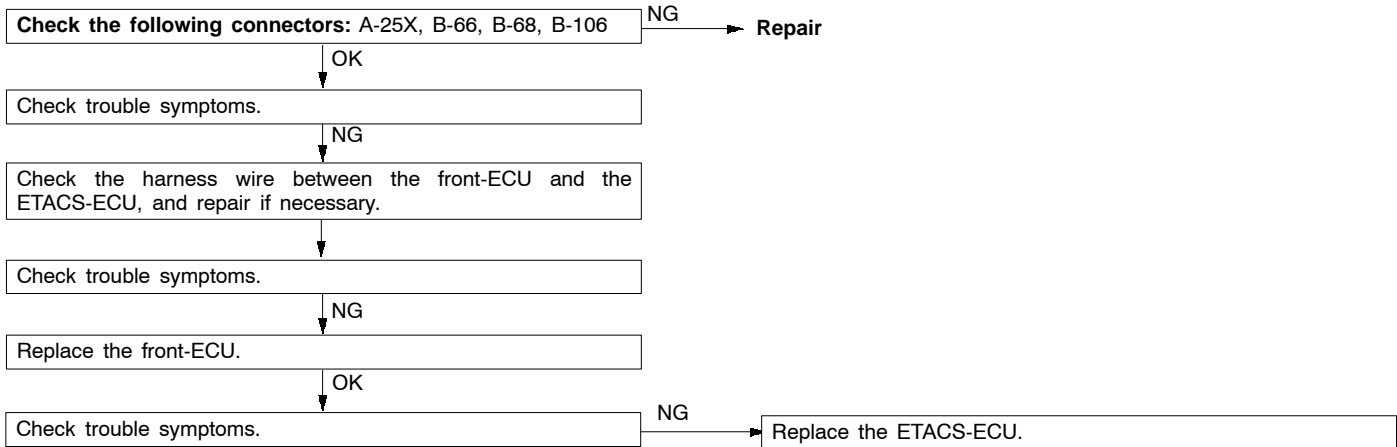 Check the following connectors: A-25X, B-66, B-68, B-106
NG
Repair
OK
Check trouble symptoms.
NG
Check the harness wire between the front-ECU and the
ETACS-ECU, and repair if necessary.
Check trouble symptoms.
NG
Replace the front-ECU.
OK
Check trouble symptoms.
NG
Replace the ETACS-ECU.